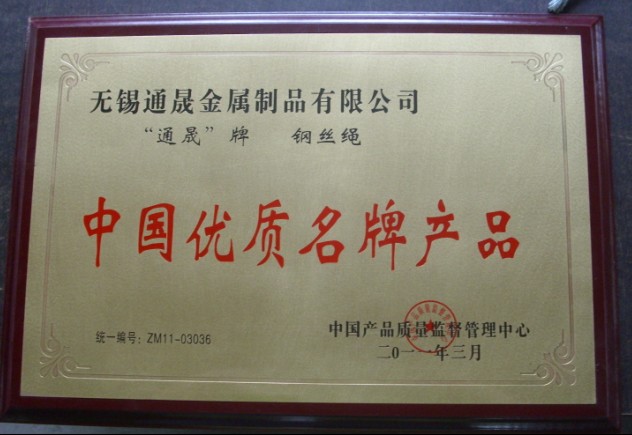 无锡通晟金属制品有限公司
“通晟”牌 钢丝绳
中国优质名牌产品
统一编号：ZM11-03036
中国产品质量监督管理中心
二〇一一年三月